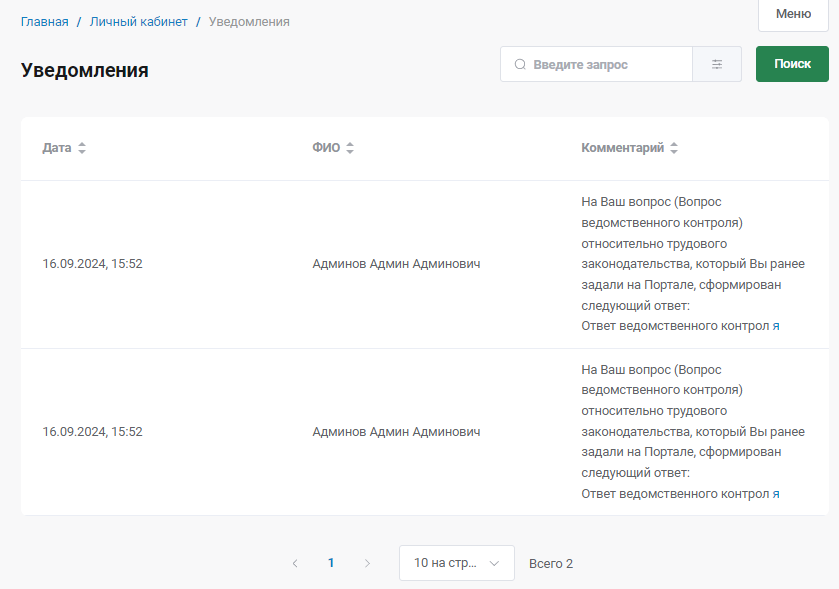 Главная / Личный кабинет / Уведомления
Меню
Уведомления
Введите запрос
Поиск
Дата
ФИО
Комментарий
16.09.2024, 15:52
Админов Админ Админович
На Ваш вопрос (Вопрос
ведомственного контроля)
относительно трудового
законодательства, который Вы ранее
задали на Портале, сформирован
следующий ответ:
Ответ ведомственного контрол я
16.09.2024, 15:52
Админов Админ Админович
На Ваш вопрос (Вопрос
ведомственного контроля)
относительно трудового
законодательства, который Вы ранее
задали на Портале, сформирован
следующий ответ:
Ответ ведомственного контрол я
1
10 на стр...
Всего 2